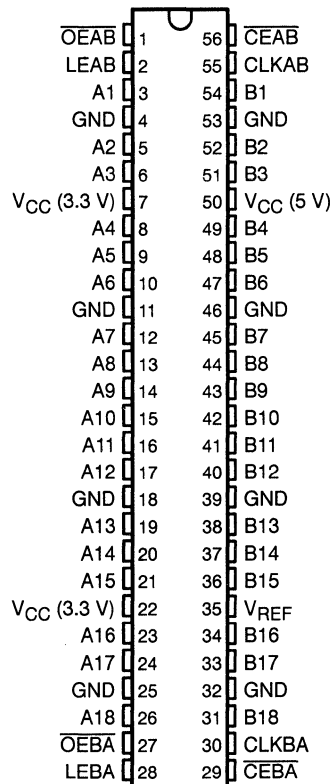 OEAB 1 56 CEAB
LEAB 2 55 CLKAB
A1 3 54 B1
GND 4 53 GND
A2 5 52 B2
A3 6 51 B3
VCC (3.3 V) 7 50 VCC (5 V)
A4 8 49 B4
A5 9 48 B5
A6 10 47 B6
GND 11 46 GND
A7 12 45 B7
A8 13 44 B8
A9 14 43 B9
A10 15 42 B10
A11 16 41 B11
A12 17 40 B12
GND 18 39 GND
A13 19 38 B13
A14 20 37 B14
A15 21 36 B15
VCC (3.3 V) 22 35 VREF
A16 23 34 B16
A17 24 33 B17
GND 25 32 GND
A18 26 31 B18
OEBA 27 30 CLKBA
LEBA 28 29 CEBA